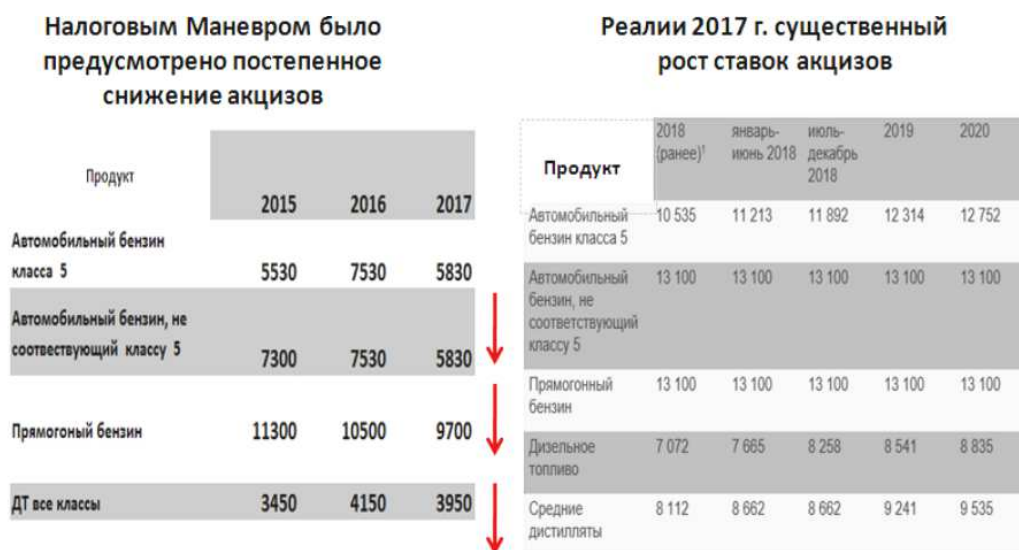 Налоговым Маневром было
предусмотрено постепенное
снижение акцизов
Продукт
2015 2016 2017
Автомобильный бензин
класса 5 5530 7530 5830
Автомобильный бензин, не
соотвествующий классу 5 7300 7530 5830
Прямогоный бензин 11300 10500 9700
ДТ все классы 3450 4150 3950
Реалии 2017 г. существенный
рост ставок акцизов
Продукт
2018 (ранее)¹ январь-июнь 2018 июль-декабрь 2018 2019 2020
Автомобильный 10 535 11 213 11 892 12 314 12 752
бензин класса 5
Автомобильный 13 100 13 100 13 100 13 100 13 100
бензин, не
соответствующий
классу 5
Прямогонный 13 100 13 100 13 100 13 100 13 100
бензин
Дизельное 7 072 7 665 8 258 8 541 8 835
топливо
Средние 8 112 8 662 8 662 9 241 9 535
дистилляты